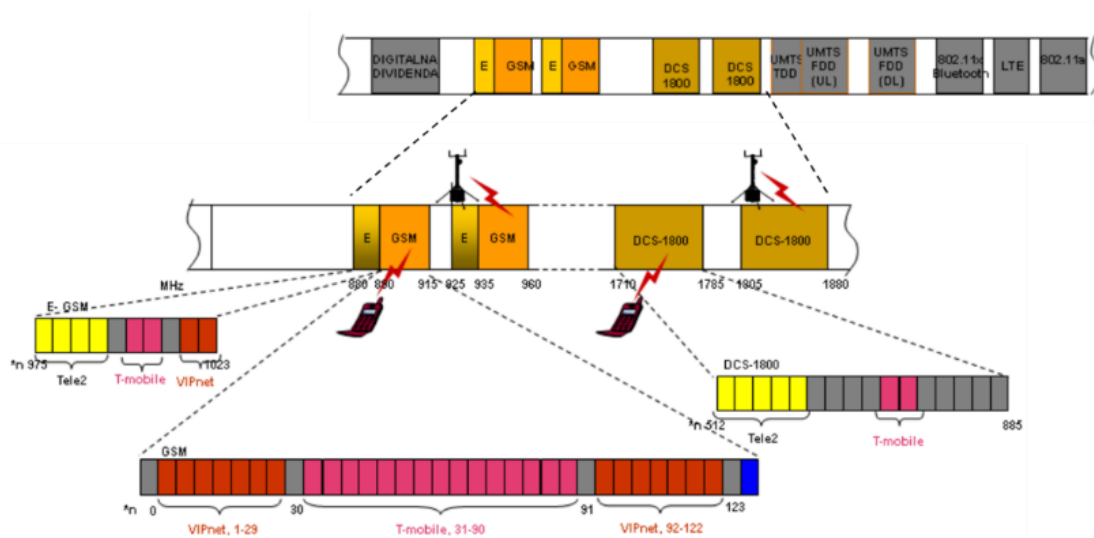 DIGITALNA
DIVIDENDA
E
GSM
E
GSM
DCS
1800
DCS
1800
UMTS
TDD
UMTS
FDD
(UL)
UMTS
FDD
(DL)
802.11x
Bluetooth
LTE
802.11a
E
GSM
E
GSM
DCS-1800
DCS-1800
MHz
880
890
915
925
935
960
1710
1785
1805
1880
E- GSM
*n 975
1023
Tele2
T-mobile
VIPnet
DCS-1800
*n 512
885
Tele2
T-mobile
GSM
*n
0
30
91
123
VIPnet, 1-29
T-mobile, 31-90
VIPnet, 92-122